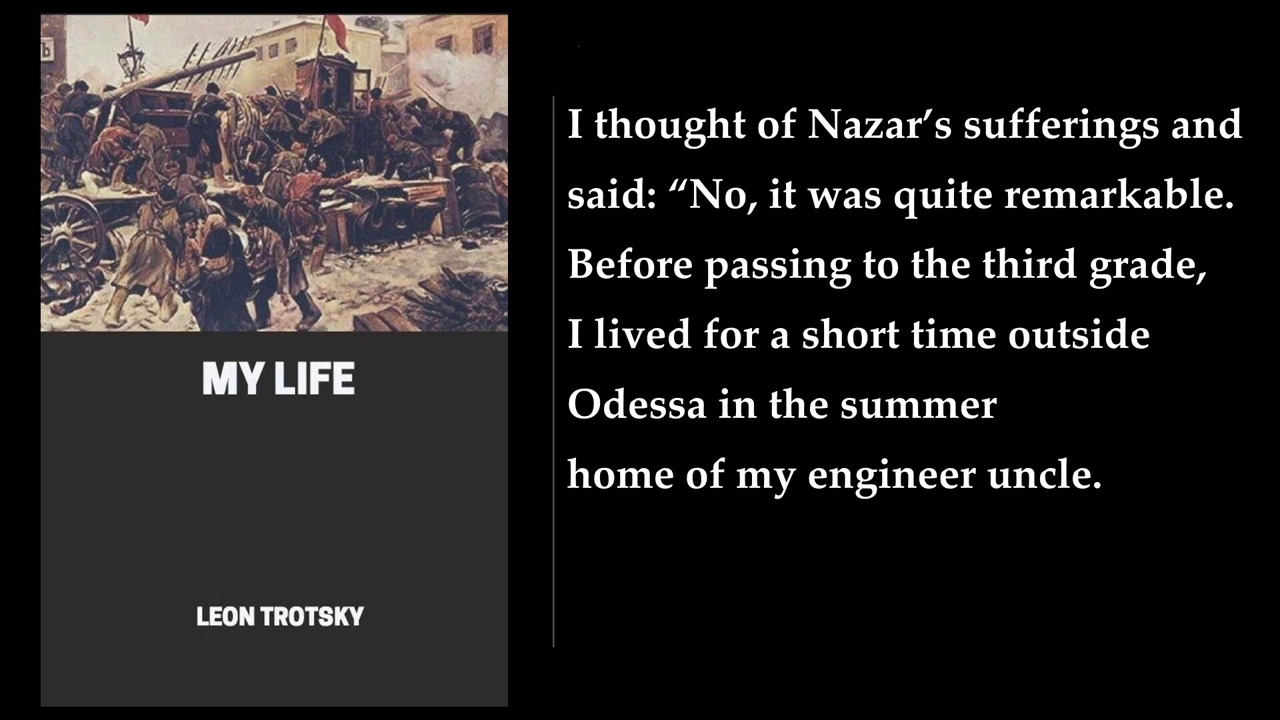 MY LIFE
LEON TROTSKY
I thought of Nazar’s sufferings and
said: “No, it was quite remarkable.
Before passing to the third grade,
I lived for a short time outside
Odessa in the summer
home of my engineer uncle.